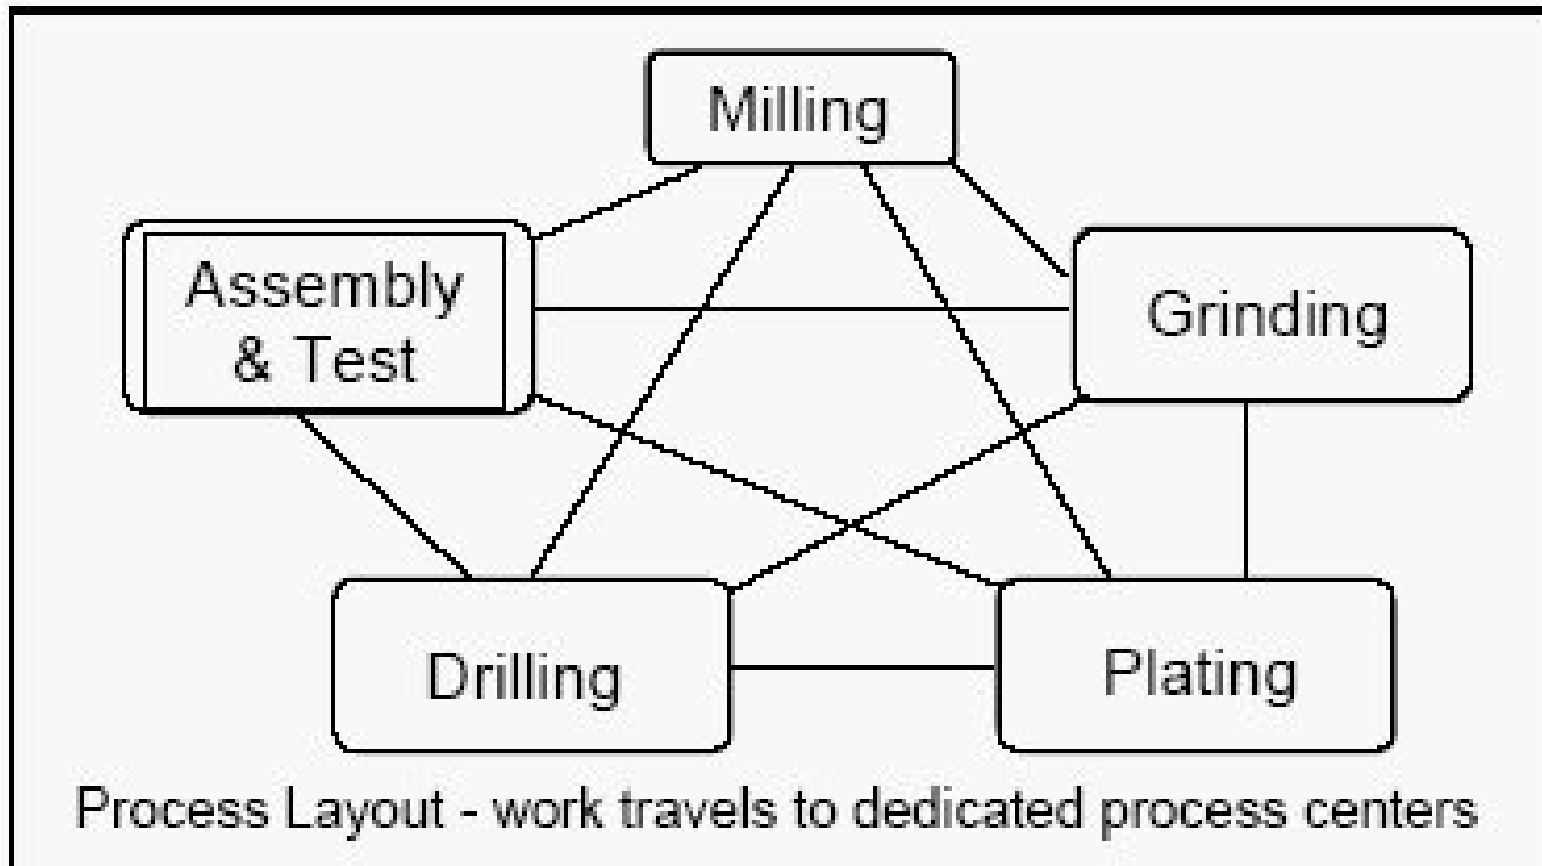 Milling
Assembly
& Test
Grinding
Drilling
Plating
Process Layout - work travels to dedicated process centers